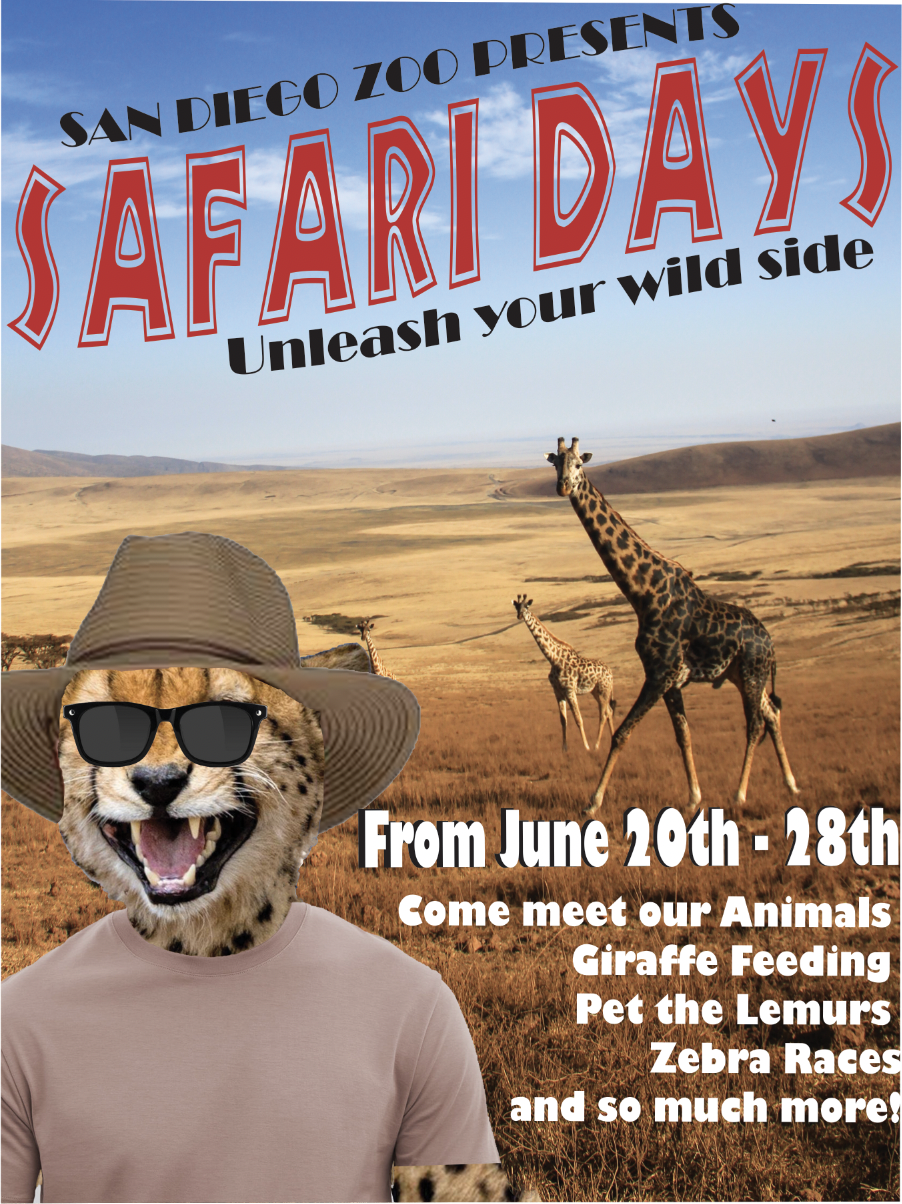 SAN DIEGO ZOO PRESENTS
SAFARI DAYS
Unleash your wild side
From June 20th - 28th
Come meet our Animals
Giraffe Feeding
Pet the Lemurs
Zebra Races
and so much more!